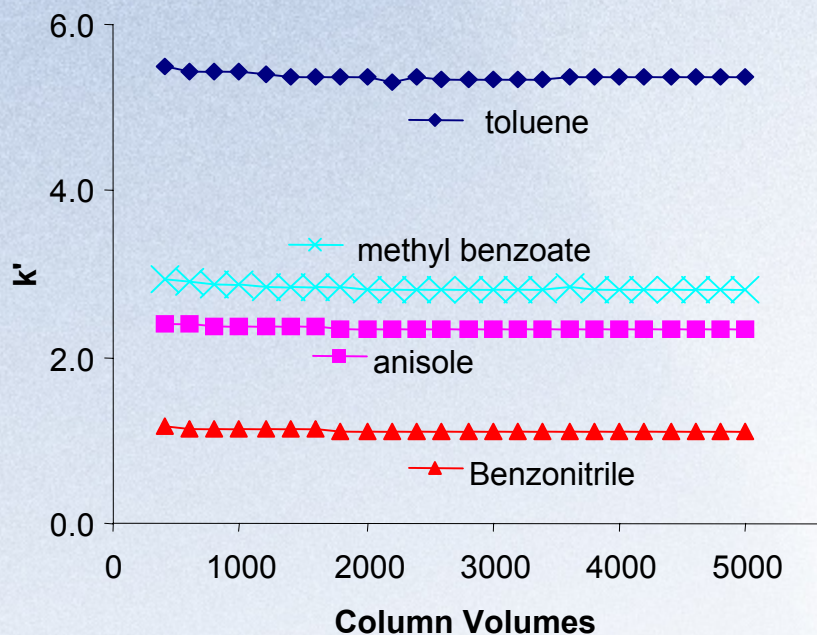 6.0
toluene
4.0
methyl benzoate
k'
anisole
2.0
Benzonitrile
0.0
0 1000 2000 3000 4000 5000
Column Volumes